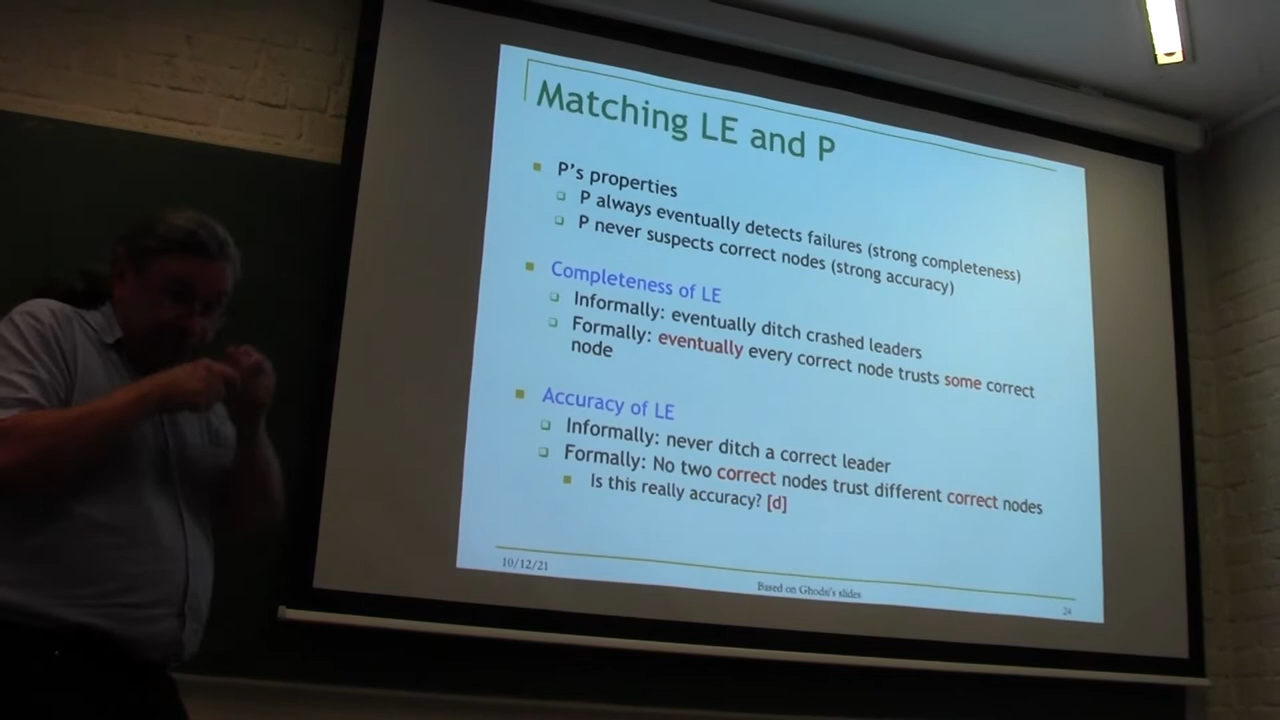 Matching LE and P
P's properties
P always eventually detects failures (strong completeness)
P never suspects correct nodes (strong accuracy)
Completeness of LE
Informally: eventually ditch crashed leaders
Formally: eventually every correct node trusts some correct
node
Accuracy of LE
Informally: never ditch a correct leader
Formally: No two correct nodes trust different correct nodes
Is this really accuracy? [d]
10/12/21
Based on Ghodsi's slides
24